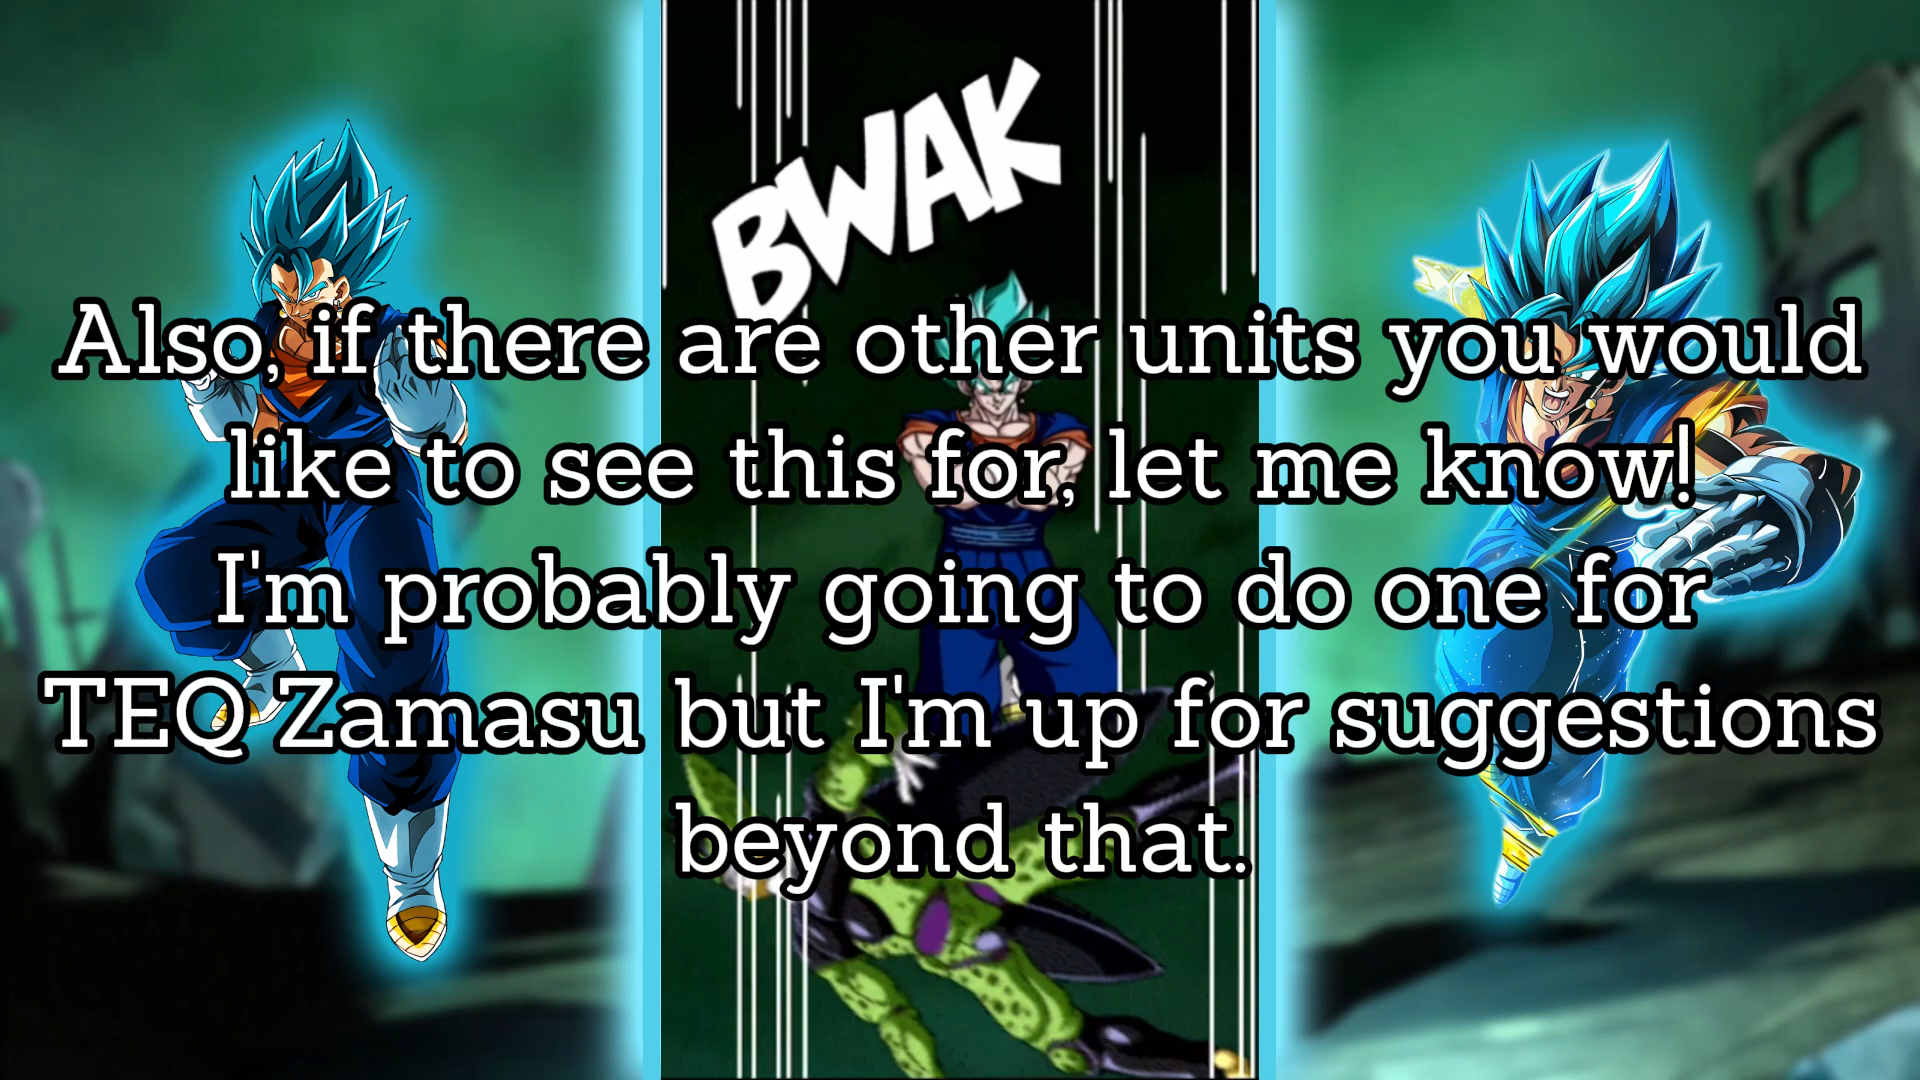 BWAK
Also, if there are other units you would
like to see this for, let me know!
I'm probably going to do one for
TEQ Zamasu but I'm up for suggestions
beyond that.